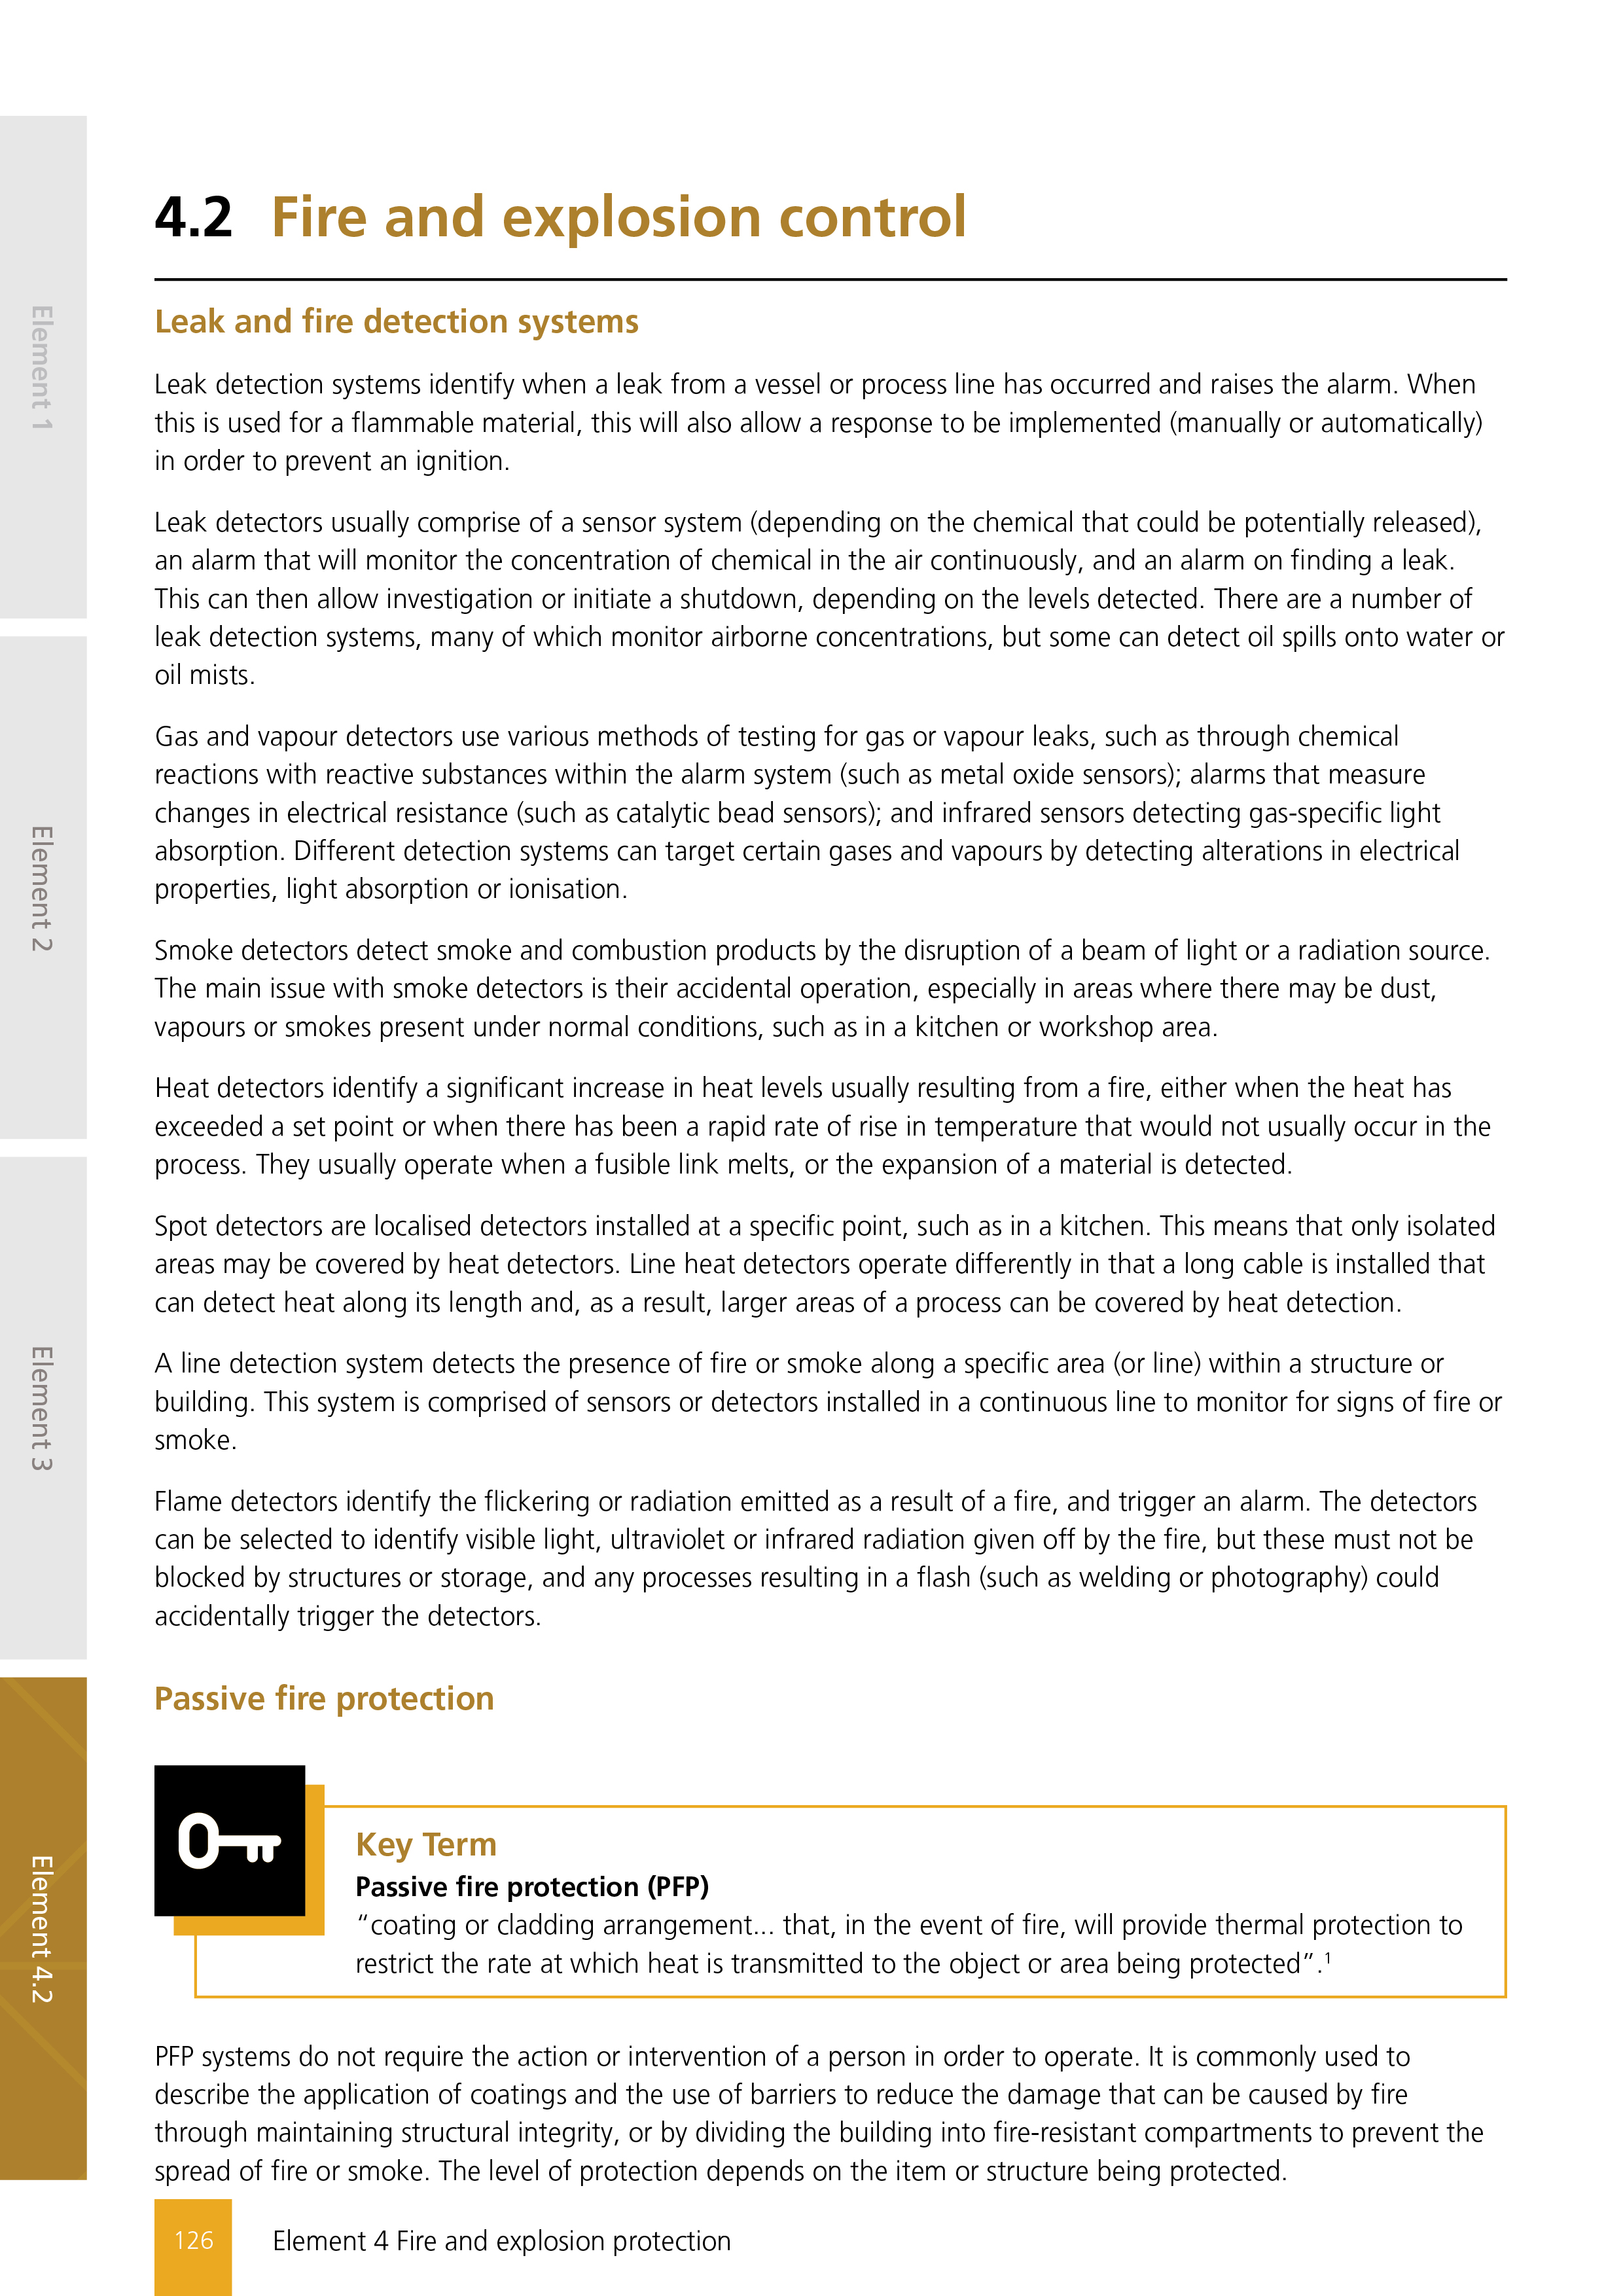 4.2 Fire and explosion control
Leak and fire detection systems
Leak detection systems identify when a leak from a vessel or process line has occurred and raises the alarm. When
this is used for a flammable material, this will also allow a response to be implemented (manually or automatically)
in order to prevent an ignition.
Leak detectors usually comprise of a sensor system (depending on the chemical that could be potentially released),
an alarm that will monitor the concentration of chemical in the air continuously, and an alarm on finding a leak.
This can then allow investigation or initiate a shutdown, depending on the levels detected. There are a number of
leak detection systems, many of which monitor airborne concentrations, but some can detect oil spills onto water or
oil mists.
Gas and vapour detectors use various methods of testing for gas or vapour leaks, such as through chemical
reactions with reactive substances within the alarm system (such as metal oxide sensors); alarms that measure
changes in electrical resistance (such as catalytic bead sensors); and infrared sensors detecting gas-specific light
absorption. Different detection systems can target certain gases and vapours by detecting alterations in electrical
properties, light absorption or ionisation.
Smoke detectors detect smoke and combustion products by the disruption of a beam of light or a radiation source.
The main issue with smoke detectors is their accidental operation, especially in areas where there may be dust,
vapours or smokes present under normal conditions, such as in a kitchen or workshop area.
Heat detectors identify a significant increase in heat levels usually resulting from a fire, either when the heat has
exceeded a set point or when there has been a rapid rate of rise in temperature that would not usually occur in the
process. They usually operate when a fusible link melts, or the expansion of a material is detected.
Spot detectors are localised detectors installed at a specific point, such as in a kitchen. This means that only isolated
areas may be covered by heat detectors. Line heat detectors operate differently in that a long cable is installed that
can detect heat along its length and, as a result, larger areas of a process can be covered by heat detection.
A line detection system detects the presence of fire or smoke along a specific area (or line) within a structure or
building. This system is comprised of sensors or detectors installed in a continuous line to monitor for signs of fire or
smoke.
Flame detectors identify the flickering or radiation emitted as a result of a fire, and trigger an alarm. The detectors
can be selected to identify visible light, ultraviolet or infrared radiation given off by the fire, but these must not be
blocked by structures or storage, and any processes resulting in a flash (such as welding or photography) could
accidentally trigger the detectors.
Passive fire protection
Key Term
Passive fire protection (PFP)
“coating or cladding arrangement... that, in the event of fire, will provide thermal protection to
restrict the rate at which heat is transmitted to the object or area being protected”.1
PFP systems do not require the action or intervention of a person in order to operate. It is commonly used to
describe the application of coatings and the use of barriers to reduce the damage that can be caused by fire
through maintaining structural integrity, or by dividing the building into fire-resistant compartments to prevent the
spread of fire or smoke. The level of protection depends on the item or structure being protected.
126 Element 4 Fire and explosion protection
Element 1
Element 2
Element 3
Element 4.2